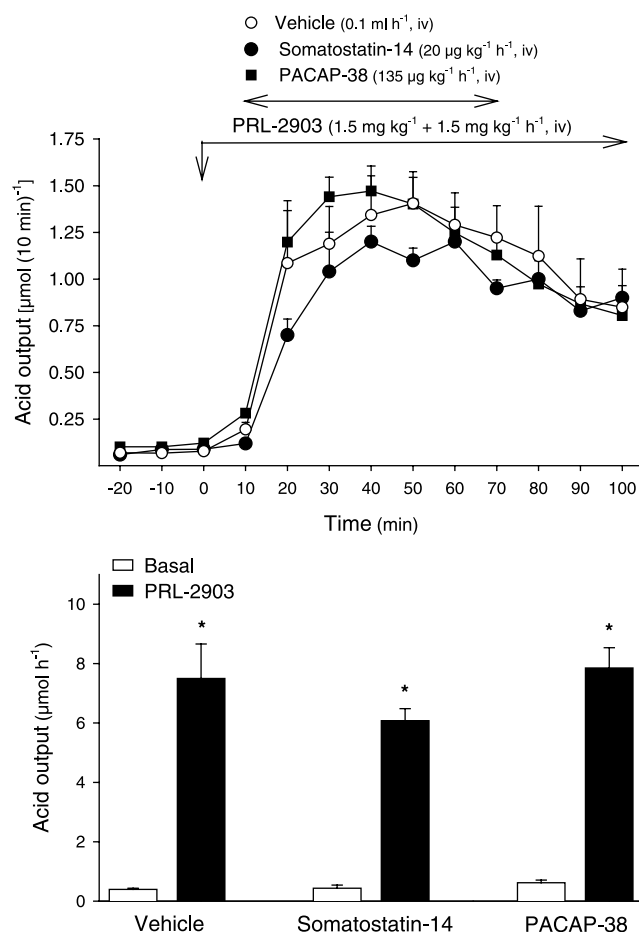 Vehicle (0.1 ml h⁻¹, iv)
Somatostatin-14 (20 µg kg⁻¹ h⁻¹, iv)
PACAP-38 (135 µg kg⁻¹ h⁻¹, iv)
PRL-2903 (1.5 mg kg⁻¹ + 1.5 mg kg⁻¹ h⁻¹, iv)
Acid output [µmol (10 min)⁻¹]
1.75
1.50
1.25
1.00
0.75
0.50
0.25
-20 -10 0 10 20 30 40 50 60 70 80 90 100
Time (min)
Basal
PRL-2903
Acid output (µmol h⁻¹)
10
8
6
4
2
0
* * *
Vehicle Somatostatin-14 PACAP-38